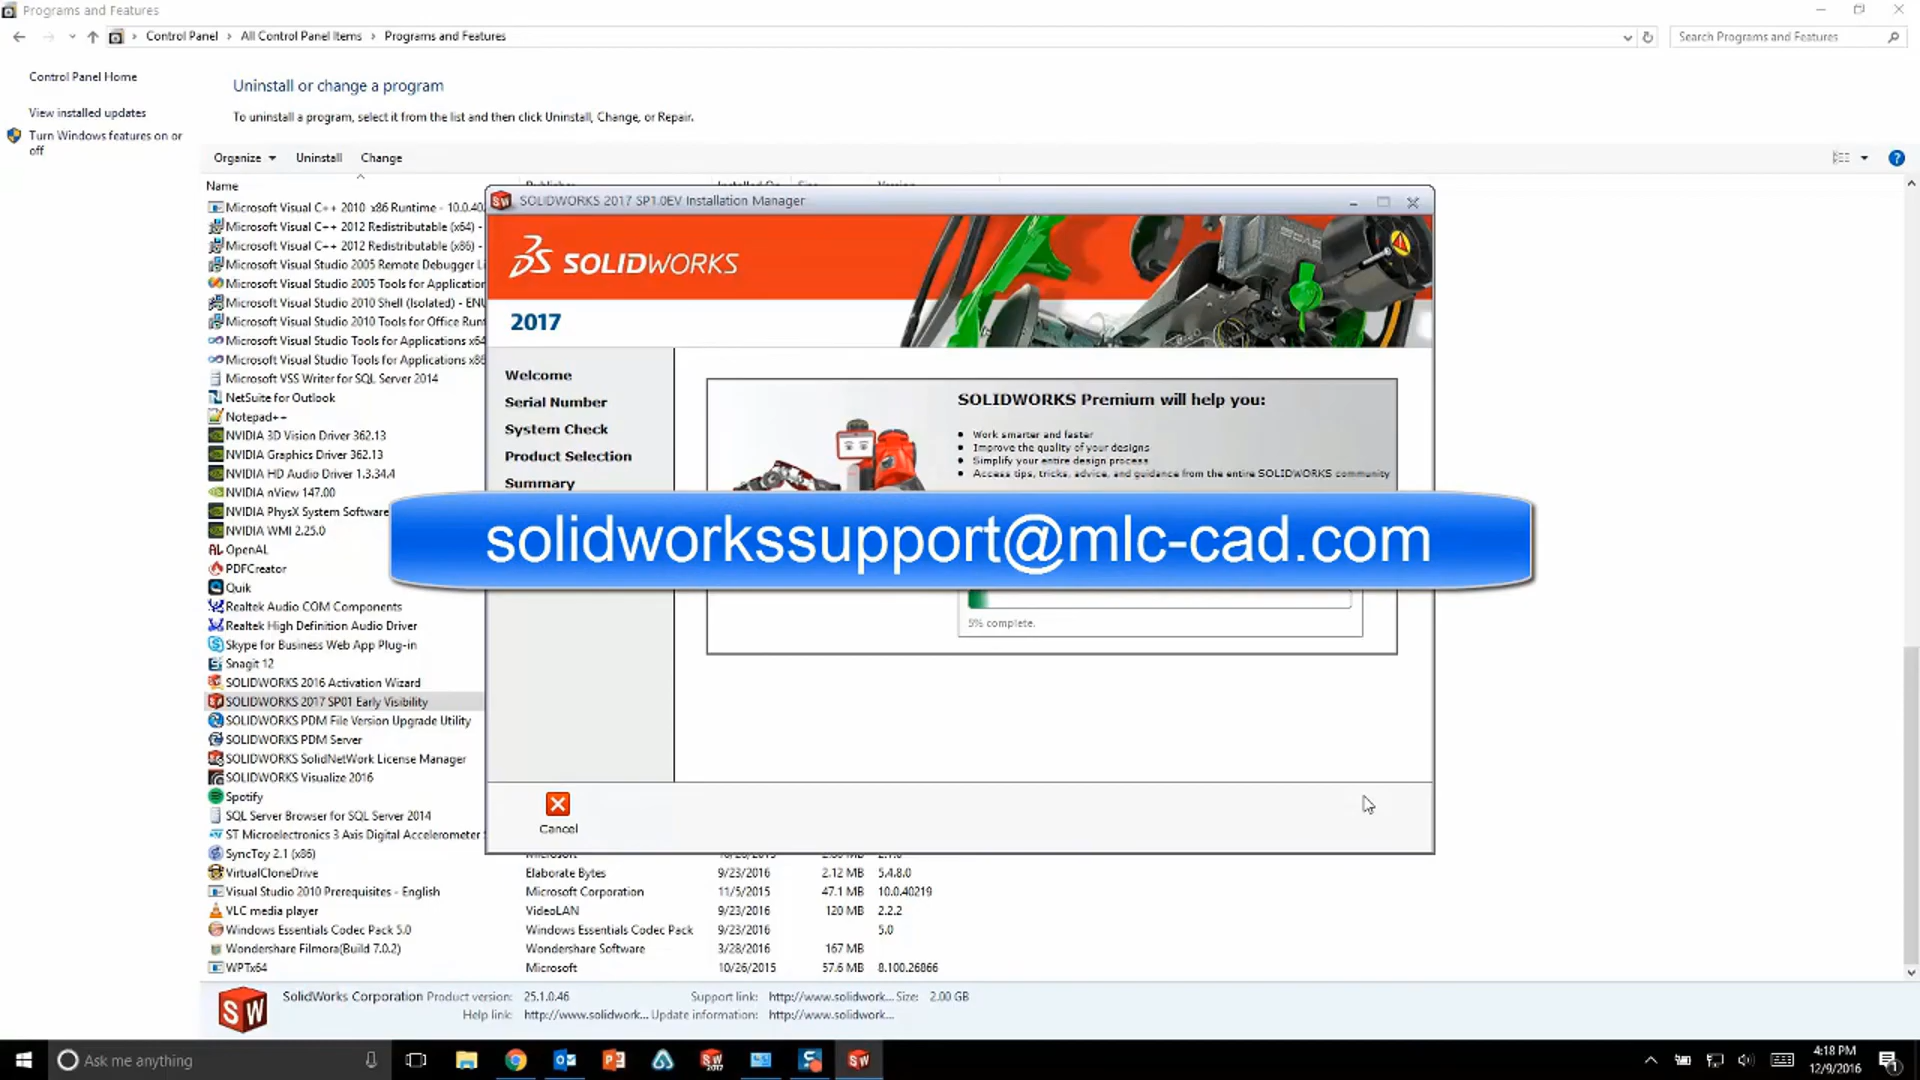 Programs and Features
Control Panel > All Control Panel Items > Programs and Features
Search Programs and Features
Control Panel Home
View installed updates
Turn Windows features on or
off
Uninstall or change a program
To uninstall a program, select it from the list and then click Uninstall, Change, or Repair.
Organize Uninstall Change
Name
Microsoft Visual C++ 2010 x86 Runtime - 10.0.40
Microsoft Visual C++ 2012 Redistributable (x64) -
Microsoft Visual C++ 2012 Redistributable (x86) -
Microsoft Visual Studio 2005 Remote Debugger Li
Microsoft Visual Studio 2005 Tools for Application
Microsoft Visual Studio 2010 Shell (Isolated) - ENU
Microsoft Visual Studio 2010 Tools for Office Runt
Microsoft Visual Studio Tools for Applications x64
Microsoft Visual Studio Tools for Applications x86
Microsoft VSS Writer for SQL Server 2014
NetSuite for Outlook
Notepad++
NVIDIA 3D Vision Driver 362.13
NVIDIA Graphics Driver 362.13
NVIDIA HD Audio Driver 1.3.34.4
NVIDIA nView 147.00
NVIDIA PhysX System Software
NVIDIA WMI 2.25.0
OpenAL
PDFCreator
Quik
Realtek Audio COM Components
Realtek High Definition Audio Driver
Skype for Business Web App Plug-in
Snagit 12
SOLIDWORKS 2016 Activation Wizard
SOLIDWORKS 2017 SP01 Early Visibility
SOLIDWORKS PDM File Version Upgrade Utility
SOLIDWORKS PDM Server
SOLIDWORKS SolidNetWork License Manager
SOLIDWORKS Visualize 2016
Spotify
SQL Server Browser for SQL Server 2014
ST Microelectronics 3 Axis Digital Accelerometer
SyncToy 2.1 (x86)
VirtualCloneDrive Elaborate Bytes 9/23/2016 2.12 MB 5.4.8.0
Visual Studio 2010 Prerequisites - English Microsoft Corporation 11/5/2015 47.1 MB 10.0.40219
VLC media player VideoLAN 9/23/2016 120 MB 2.2.2
Windows Essentials Codec Pack 5.0 Windows Essentials Codec Pack 9/23/2016 5.0
Wondershare Filmora(Build 7.0.2) Wondershare Software 3/28/2016 167 MB
WPTx64 Microsoft 10/26/2015 57.6 MB 8.100.26866
SOLIDWORKS 2017 SP1.0EV Installation Manager
SOLIDWORKS
2017
Welcome
Serial Number
System Check
Product Selection
Summary
SOLIDWORKS Premium will help you:
Work smarter and faster
Improve the quality of your designs
Simplify your entire design process
Access tips, tricks, advice, and guidance from the entire SOLIDWORKS community
solidworkssupport@mlc-cad.com
5% complete.
Cancel
SolidWorks Corporation Product version: 25.1.0.46 Support link: http://www.solidwork... Size: 2.00 GB
Help link: http://www.solidwork... Update information: http://www.solidwork...
Ask me anything
4:18 PM
12/9/2016